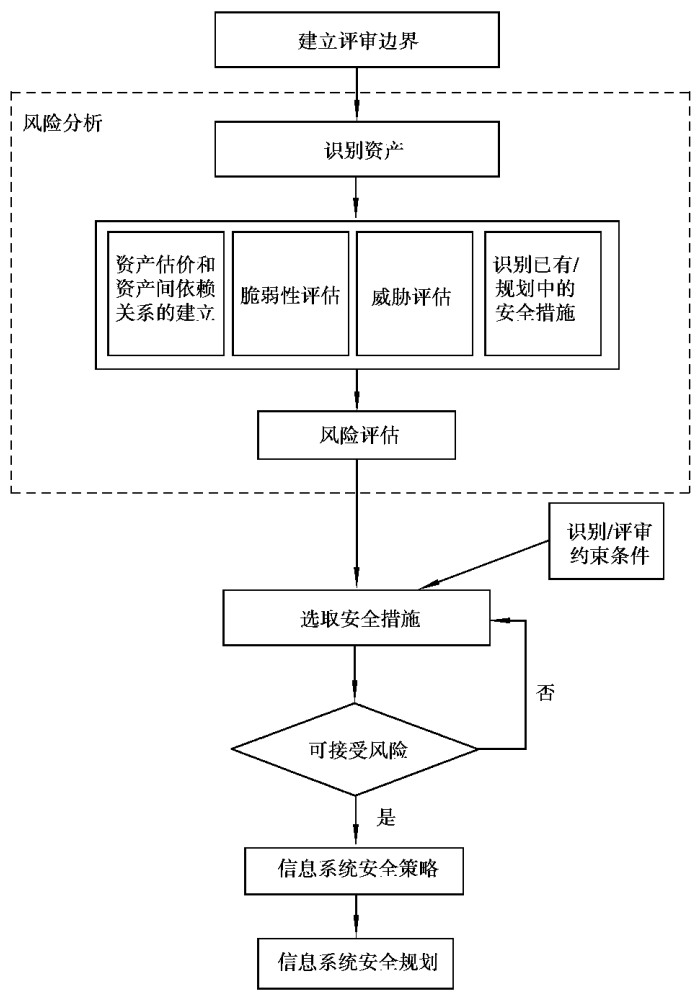 建立评审边界
风险分析
识别资产
资产估价和
资产间依赖
关系的建立
脆弱性评估
威胁评估
识别已有/
规划中的
安全措施
风险评估
识别/评审
约束条件
选取安全措施
否
可接受风险
是
信息系统安全策略
信息系统安全规划